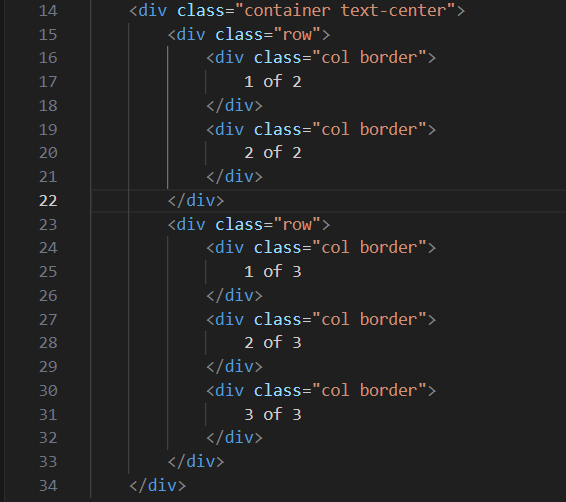 14 <div class="container text-center">
15 <div class="row">
16 <div class="col border">
17 1 of 2
18 </div>
19 <div class="col border">
20 2 of 2
21 </div>
22 </div>
23 <div class="row">
24 <div class="col border">
25 1 of 3
26 </div>
27 <div class="col border">
28 2 of 3
29 </div>
30 <div class="col border">
31 3 of 3
32 </div>
33 </div>
34 </div>